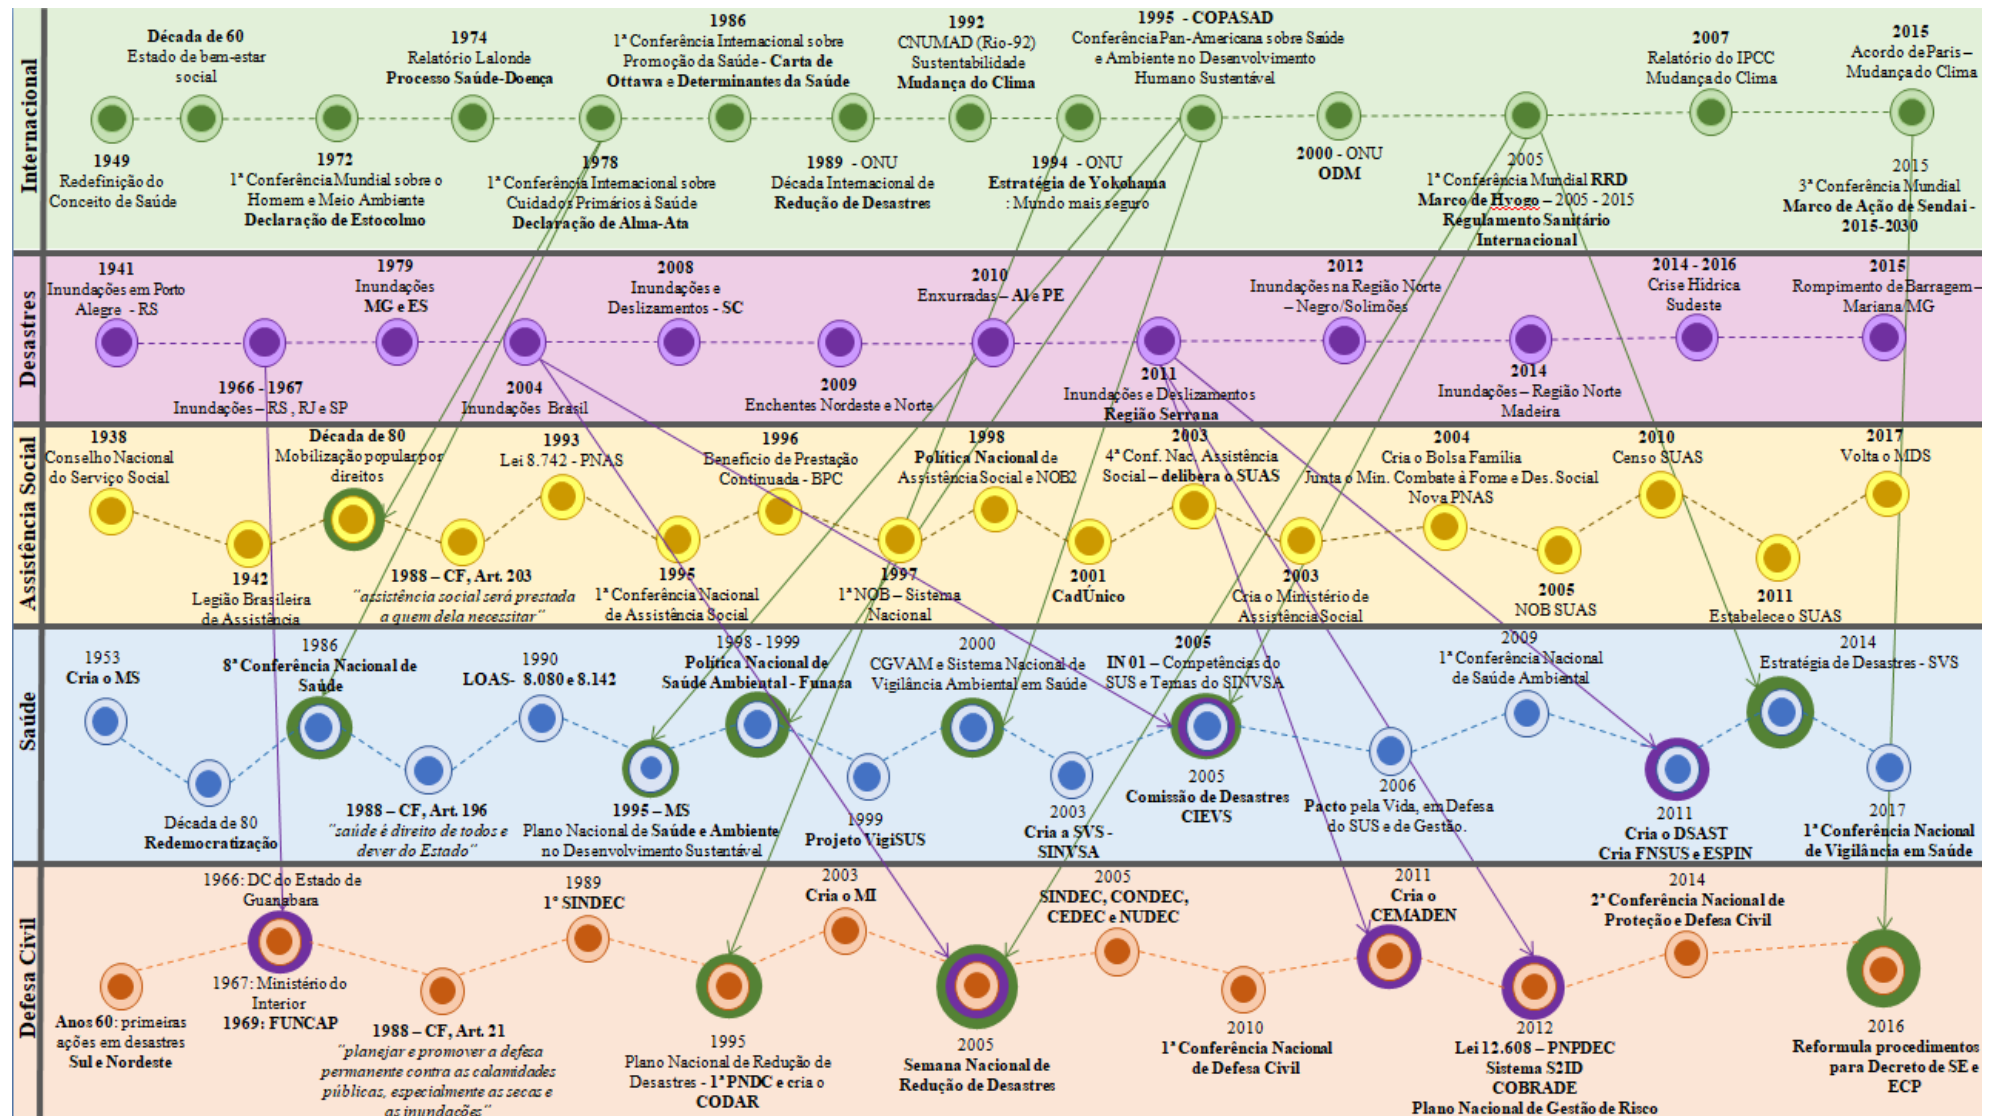 Internacional
Década de 60
Estado de bem-estar
social
1974
Relatório Lalonde
Processo Saúde-Doença
1986
1ª Conferência Internacional sobre
Promoção da Saúde - Carta de
Ottawa e Determinantes da Saúde
1992
CNUMAD (Rio-92)
Sustentabilidade
Mudança do Clima
1995 - COPASAD
Conferência Pan-Americana sobre Saúde
e Ambiente no Desenvolvimento
Humano Sustentável
2007
Relatório do IPCC
Mudança do Clima
2015
Acordo de Paris –
Mudança do Clima
1949
Redefinição do
Conceito de Saúde
1972
1ª Conferência Mundial sobre o
Homem e Meio Ambiente
Declaração de Estocolmo
1978
1ª Conferência Internacional sobre
Cuidados Primários à Saúde
Declaração de Alma-Ata
1989 - ONU
Década Internacional de
Redução de Desastres
1994 - ONU
Estratégia de Yokohama
: Mundo mais seguro
2000 - ONU
ODM
2005
1ª Conferência Mundial RRD
Marco de Hyogo – 2005 - 2015
Regulamento Sanitário
Internacional
2015
3ª Conferência Mundial
Marco de Ação de Sendai -
2015-2030
Desastres
1941
Inundações em Porto
Alegre - RS
1979
Inundações
MG e ES
2008
Inundações e
Deslizamentos - SC
2010
Enxurradas – Al e PE
2012
Inundações na Região Norte
– Negro/Solimões
2014 - 2016
Crise Hídrica
Sudeste
2015
Rompimento de Barragem –
Mariana/MG
1966 - 1967
Inundações – RS , RJ e SP
2004
Inundações Brasil
2009
Enchentes Nordeste e Norte
2011
Inundações e Deslizamentos
Região Serrana
2014
Inundações – Região Norte
Madeira
Assistência Social
1938
Conselho Nacional
do Serviço Social
Década de 80
Mobilização popular por
direitos
1993
Lei 8.742 - PNAS
1996
Benefício de Prestação
Continuada - BPC
1998
Política Nacional de
Assistência Social e NOB2
2003
4ª Conf. Nac. Assistência
Social – delibera o SUAS
2004
Cria o Bolsa Família
Junta o Min. Combate à Fome e Des. Social
Nova PNAS
2010
Censo SUAS
2017
Volta o MDS
1942
Legião Brasileira
de Assistência
1988 – CF, Art. 203
"assistência social será prestada
a quem dela necessitar"
1995
1ª Conferência Nacional
de Assistência Social
1997
1ª NOB – Sistema
Nacional
2001
CadÚnico
2003
Cria o Ministério de
Assistência Social
2005
NOB SUAS
2011
Estabelece o SUAS
Saúde
1953
Cria o MS
1986
8ª Conferência Nacional de
Saúde
1990
LOAS- 8.080 e 8.142
1998 - 1999
Política Nacional de
Saúde Ambiental - Funasa
2000
CGVAM e Sistema Nacional de
Vigilância Ambiental em Saúde
2005
IN 01 – Competências do
SUS e Temas do SINVSA
2009
1ª Conferência Nacional
de Saúde Ambiental
2014
Estratégia de Desastres - SVS
Década de 80
Redemocratização
1988 – CF, Art. 196
"saúde é direito de todos e
dever do Estado"
1995 – MS
Plano Nacional de Saúde e Ambiente
no Desenvolvimento Sustentável
1999
Projeto VigiSUS
2003
Cria a SVS -
SINVSA
2005
Comissão de Desastres
CIEVS
2006
Pacto pela Vida, em Defesa
do SUS e de Gestão.
2011
Cria o DSAST
Cria FNSUS e ESPIN
2017
1ª Conferência Nacional
de Vigilância em Saúde
Defesa Civil
1966: DC do Estado de
Guanabara
1989
1º SINDEC
2003
Cria o MI
2005
SINDEC, CONDEC,
CEDEC e NUDEC
2011
Cria o
CEMADEN
2014
2ª Conferência Nacional de
Proteção e Defesa Civil
Anos 60: primeiras
ações em desastres
Sul e Nordeste
1967: Ministério do
Interior
1969: FUNCAP
1988 – CF, Art. 21
"planejar e promover a defesa
permanente contra as calamidades
públicas, especialmente as secas e
as inundações"
1995
Plano Nacional de Redução de
Desastres - 1ª PNDC e cria o
CODAR
2005
Semana Nacional de
Redução de Desastres
2010
1ª Conferência Nacional
de Defesa Civil
2012
Lei 12.608 – PNPDEC
Sistema S2ID
COBRADE
Plano Nacional de Gestão de Risco
2016
Reformula procedimentos
para Decreto de SE e
ECP